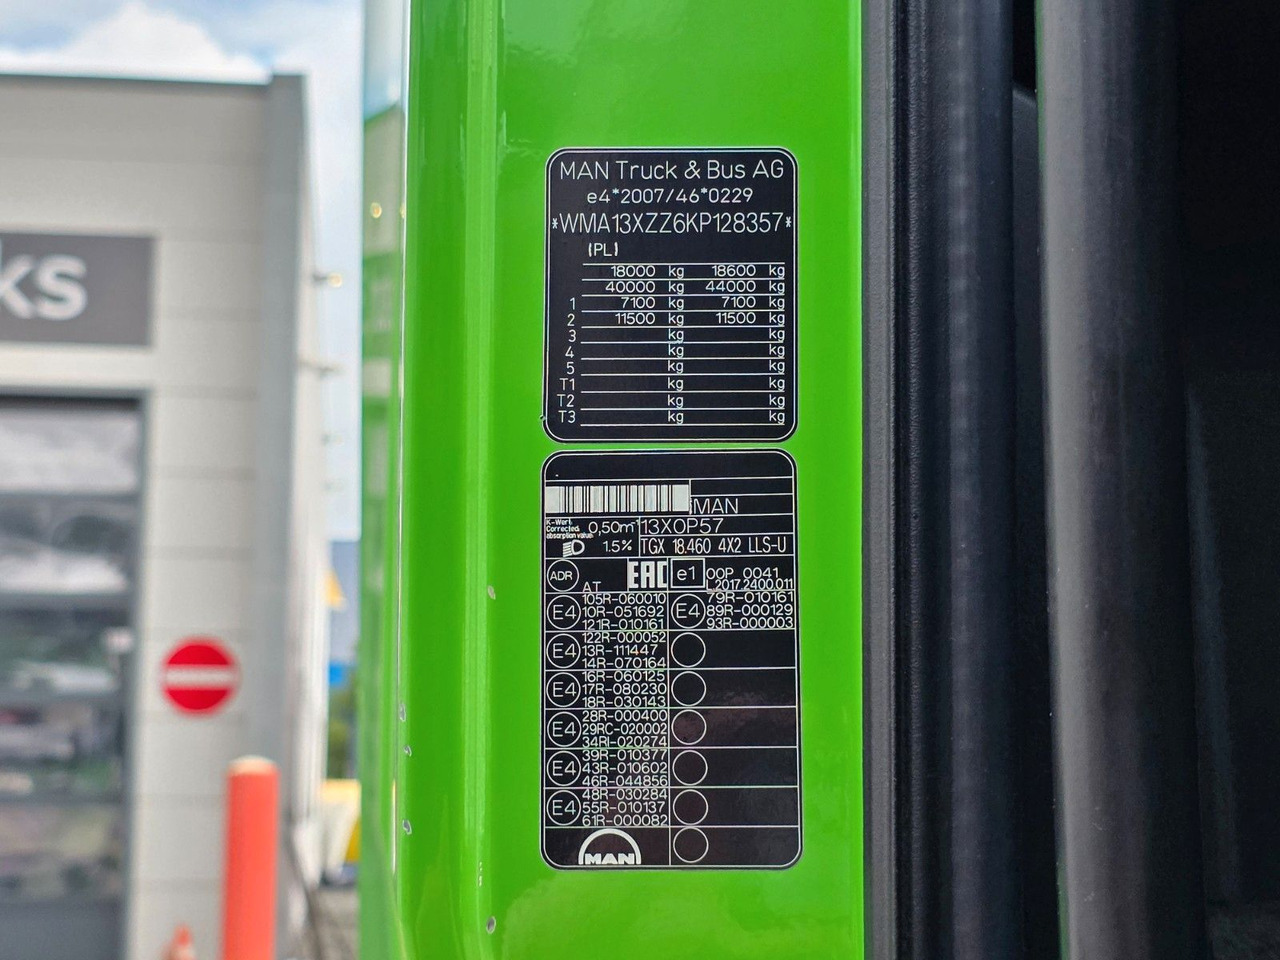 ks
MAN Truck & Bus AG
e4*2007/46*0229
*WMA13XZZ6KP128357*
(PL)
18000 kg 18600 kg
40000 kg 44000 kg
1 7100 kg 7100 kg
2 11500 kg 11500 kg
3 kg kg
4 kg kg
5 kg kg
T1 kg kg
T2 kg kg
T3 kg kg
MAN
K-Wert Corrected absorption value: 0,50m⁻¹ 13X0P57
1.5% TGX 18.460 4X2 LLS-U
ADR AT EAC e1 00P 0041
L.2017.2400.011
E4 105R-060010 E4 79R-010161
10R-051692 89R-000129
121R-010161 93R-000003
E4 122R-000052
13R-111447
14R-070164
E4 16R-060125
17R-080230
18R-030143
E4 28R-000400
29RC-020002
34RI-020274
E4 39R-010377
43R-010602
46R-044856
E4 48R-030284
55R-010137
61R-000082
MAN